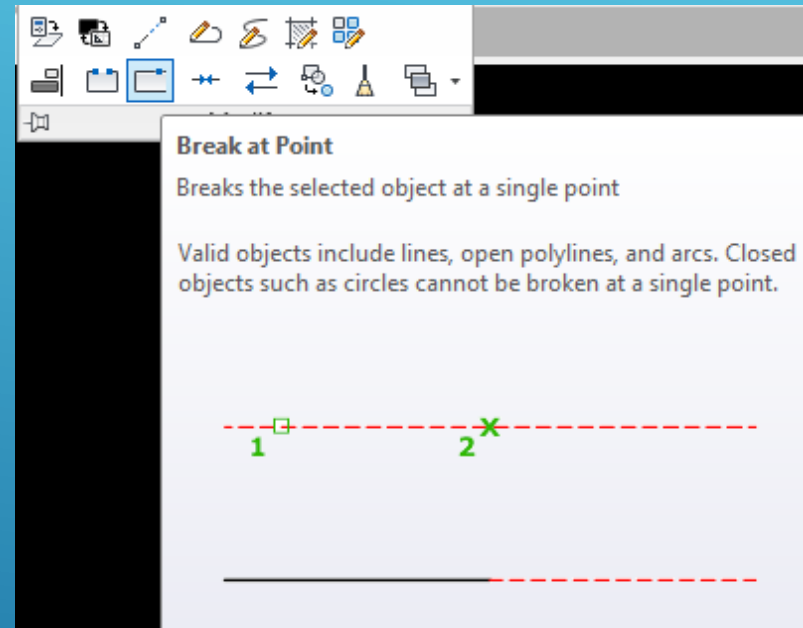 Break at Point
Breaks the selected object at a single point
Valid objects include lines, open polylines, and arcs. Closed
objects such as circles cannot be broken at a single point.
1
2